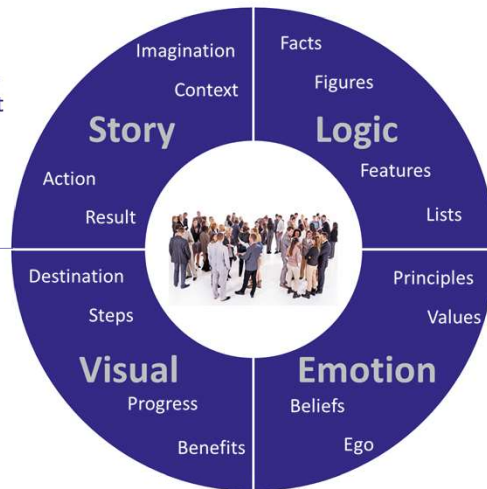 Imagination
Context
Story
Action
Result
Facts
Figures
Logic
Features
Lists
Destination
Steps
Visual
Progress
Benefits
Principles
Values
Emotion
Beliefs
Ego